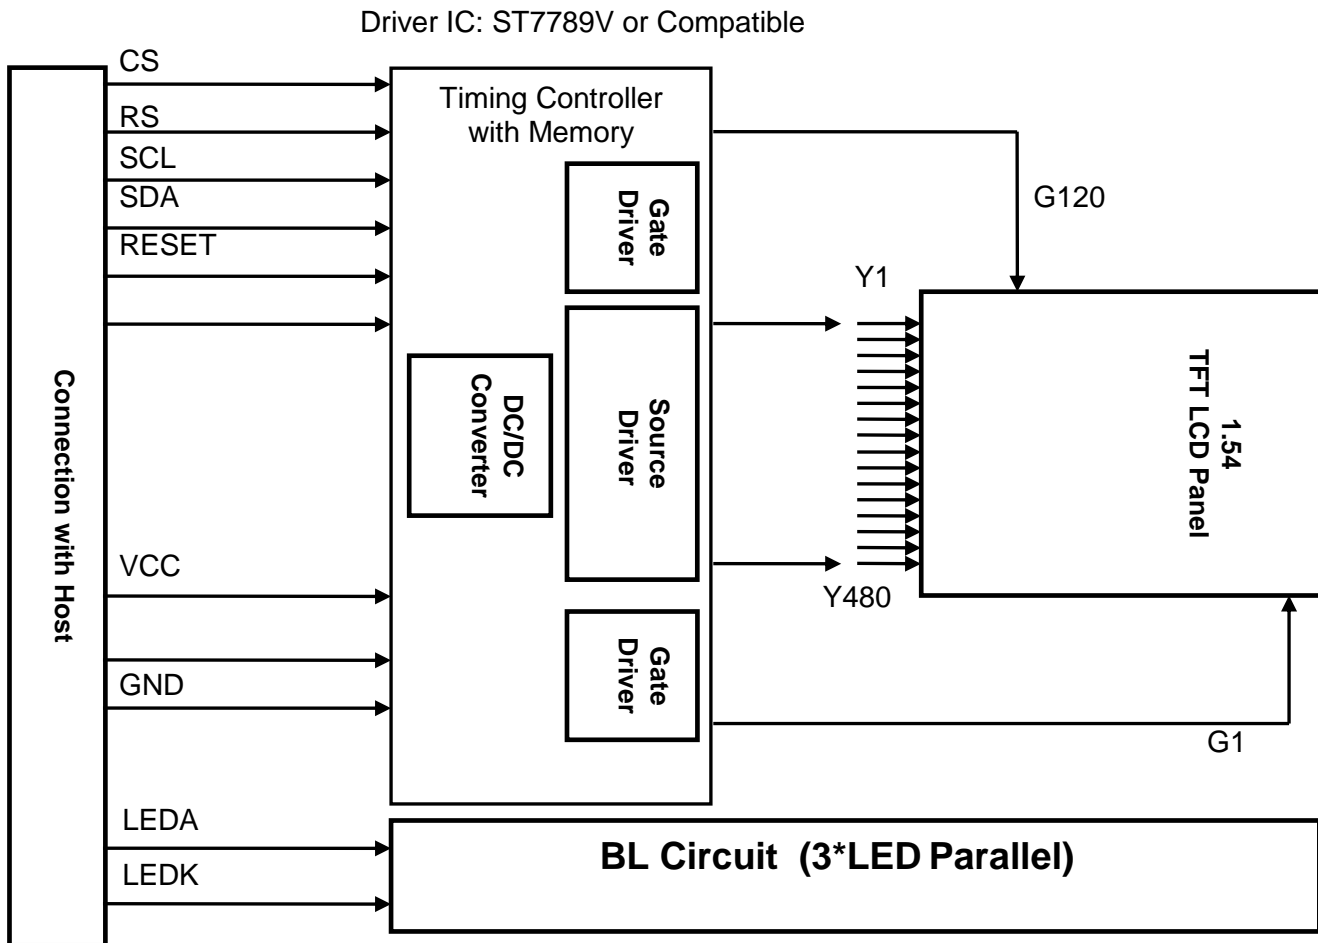 Driver IC: ST7789V or Compatible
CS
RS
SCL
SDA
RESET
VCC
GND
LEDA
LEDK
Connection with Host
Timing Controller
with Memory
Gate
Driver
DC/DC
Converter
Source
Driver
Gate
Driver
G120
Y1
Y480
1.54
TFT LCD Panel
G1
BL Circuit (3*LED Parallel)